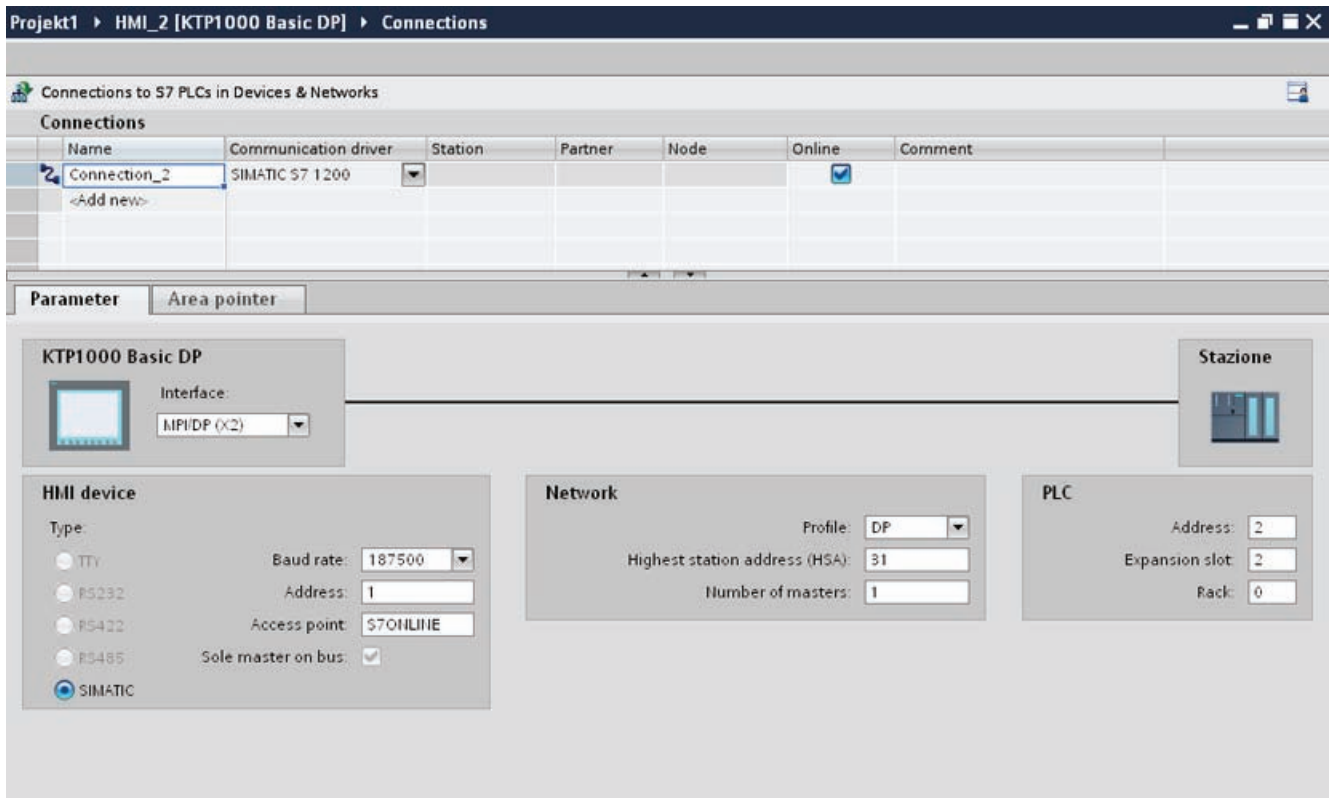 Projekt1 ▸ HMI_2 [KTP1000 Basic DP] ▸ Connections
Connections to S7 PLCs in Devices & Networks
Connections
Name Communication driver Station Partner Node Online Comment
Connection_2 SIMATIC S7 1200
<Add new>
Parameter Area pointer
KTP1000 Basic DP
Interface:
MPI/DP (X2)
Stazione
HMI device
Type:
TTY
RS232
RS422
RS485
SIMATIC
Baud rate: 187500
Address: 1
Access point: S7ONLINE
Sole master on bus:
Network
Profile: DP
Highest station address (HSA): 31
Number of masters: 1
PLC
Address: 2
Expansion slot: 2
Rack: 0